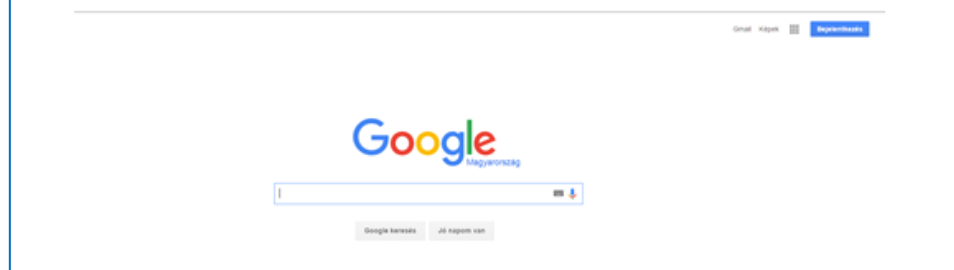 Gmail Képek Bejelentkezés
Google
Magyarország
Google keresés Jó napom van